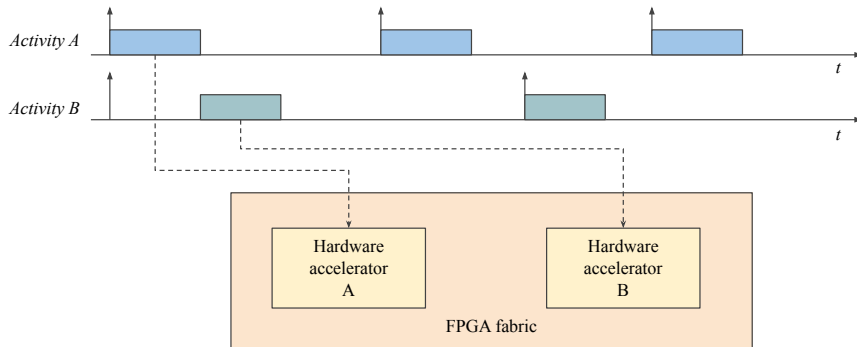 Activity A
t
Activity B
t
Hardware
accelerator
A
Hardware
accelerator
B
FPGA fabric